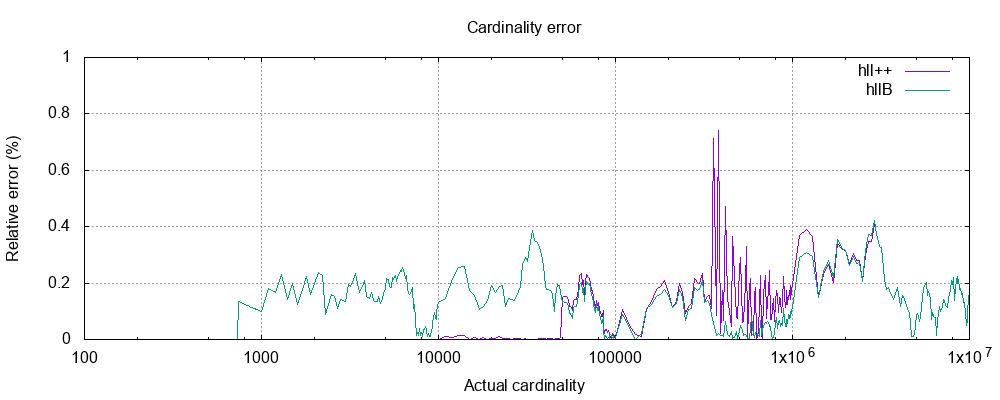 Cardinality error
Relative error (%)
1
0.8
0.6
0.4
0.2
0
hll++
hllB
100 1000 10000 100000 1x10^6 1x10^7
Actual cardinality